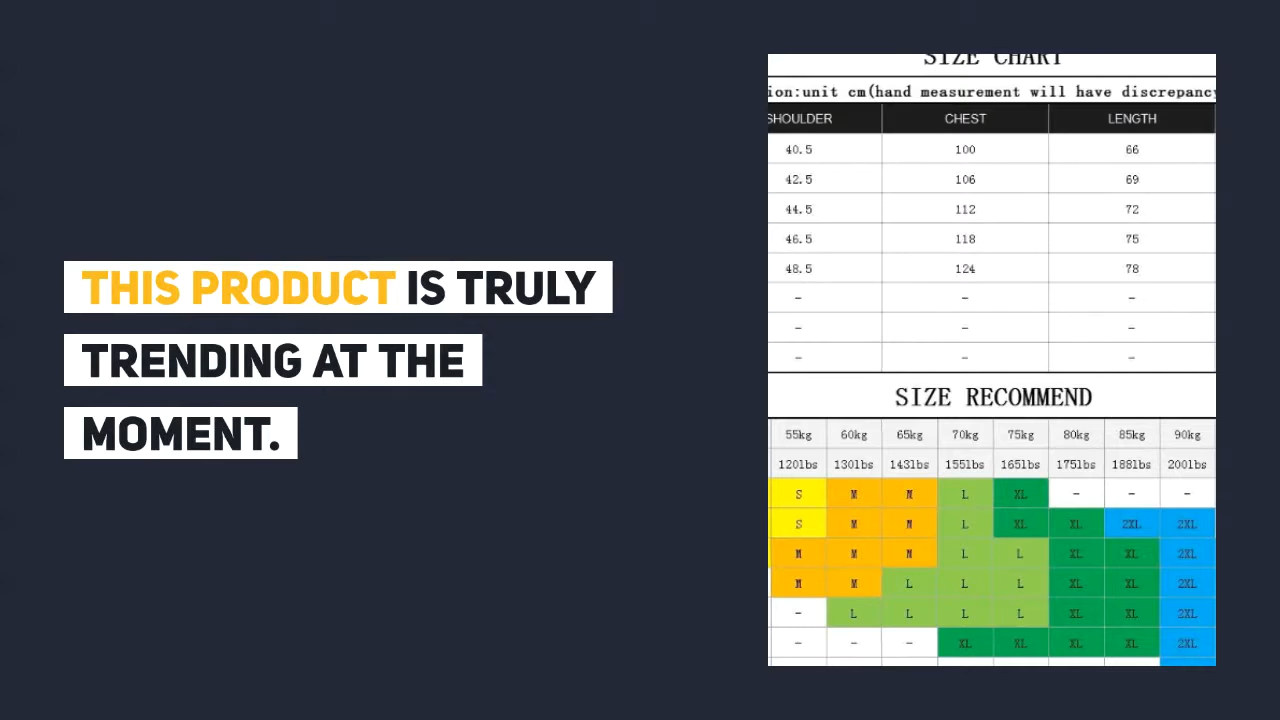 THIS PRODUCT IS TRULY
TRENDING AT THE
MOMENT.
SIZE CHART
:unit cm(hand measurement will have discrepancy
SHOULDER CHEST LENGTH
40.5 100 66
42.5 106 69
44.5 112 72
46.5 118 75
48.5 124 78
- - -
- - -
- - -
SIZE RECOMMEND
55kg 60kg 65kg 70kg 75kg 80kg 85kg 90kg
120lbs 130lbs 143lbs 155lbs 165lbs 175lbs 188lbs 200lbs
S M M L XL - - -
S M M L XL XL 2XL 2XL
M M M L L XL XL 2XL
M M L L L XL XL 2XL
- L L L L XL XL 2XL
- - - XL XL XL XL 2XL